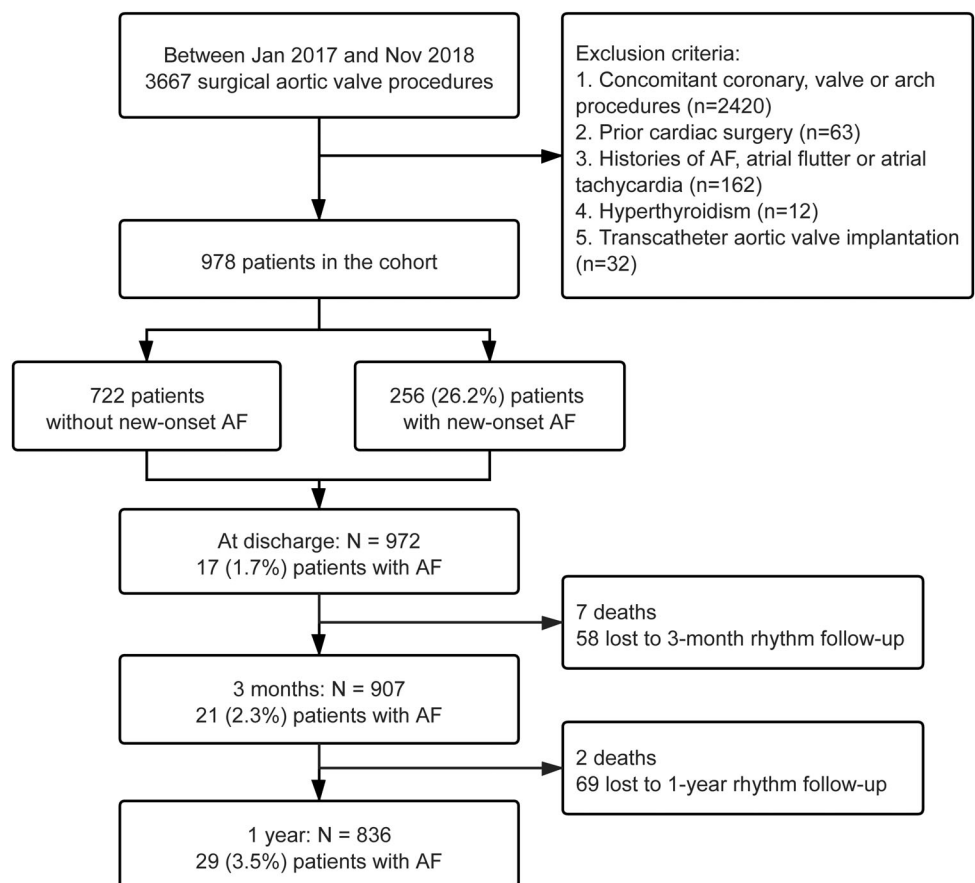 Between Jan 2017 and Nov 2018
3667 surgical aortic valve procedures
Exclusion criteria:
1. Concomitant coronary, valve or arch
procedures (n=2420)
2. Prior cardiac surgery (n=63)
3. Histories of AF, atrial flutter or atrial
tachycardia (n=162)
4. Hyperthyroidism (n=12)
5. Transcatheter aortic valve implantation
(n=32)
978 patients in the cohort
722 patients
without new-onset AF
256 (26.2%) patients
with new-onset AF
At discharge: N = 972
17 (1.7%) patients with AF
7 deaths
58 lost to 3-month rhythm follow-up
3 months: N = 907
21 (2.3%) patients with AF
2 deaths
69 lost to 1-year rhythm follow-up
1 year: N = 836
29 (3.5%) patients with AF